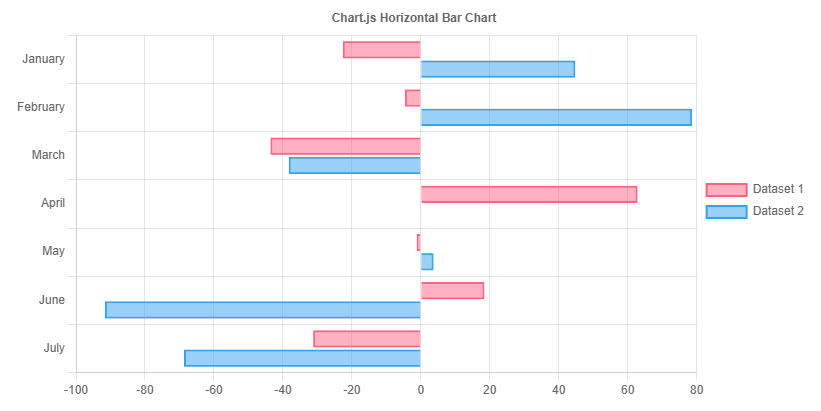 Chart.js Horizontal Bar Chart
January
February
March
April
May
June
July
Dataset 1
Dataset 2
-100 -80 -60 -40 -20 0 20 40 60 80